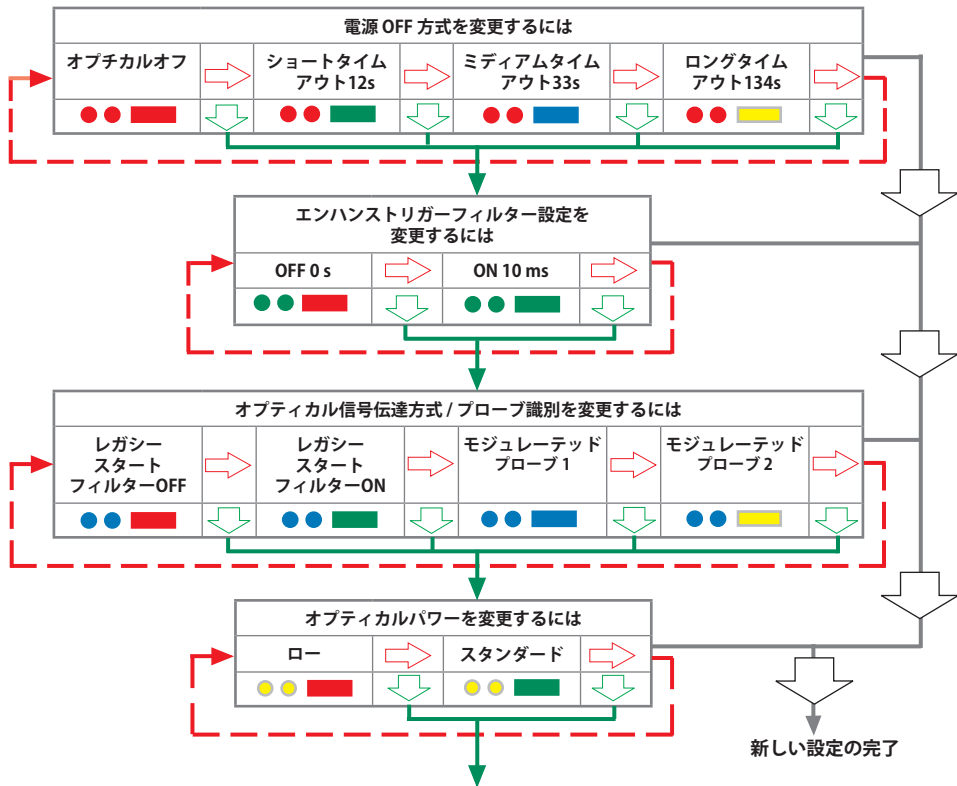 電源 OFF 方式を変更するには
オプチカルオフ
ショートタイム
アウト12s
ミディアムタイム
アウト33s
ロングタイム
アウト134s
エンハンストリガーフィルター設定を
変更するには
OFF 0 s
ON 10 ms
オプティカル信号伝達方式 / プローブ識別を変更するには
レガシー
スタート
フィルターOFF
レガシー
スタート
フィルターON
モジュレーテッド
プローブ 1
モジュレーテッド
プローブ 2
オプティカルパワーを変更するには
ロー
スタンダード
新しい設定の完了